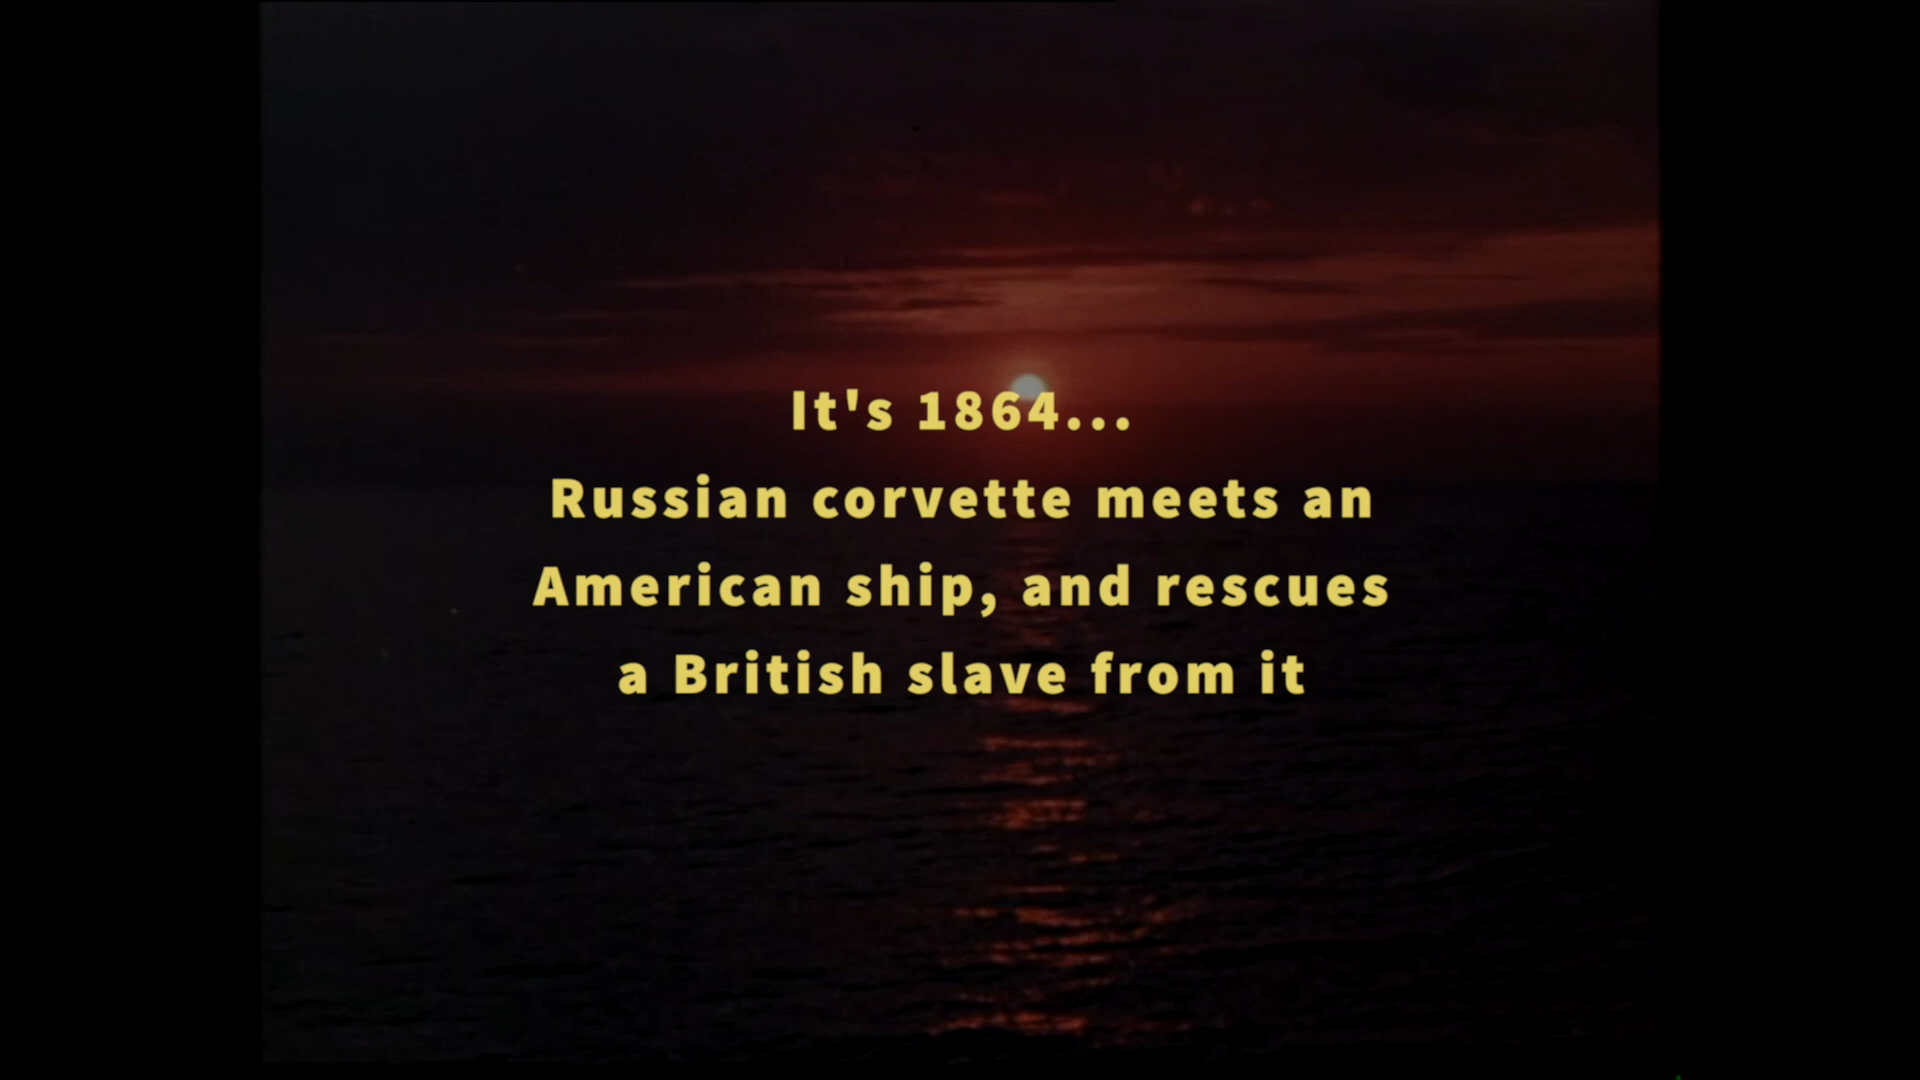 It's 1864...
Russian corvette meets an
American ship, and rescues
a British slave from it